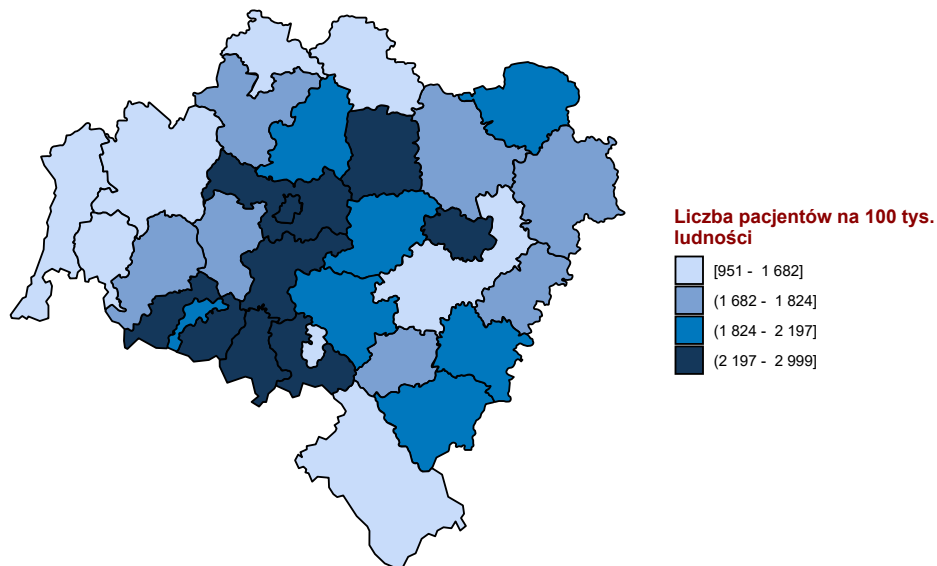 Liczba pacjentów na 100 tys.
ludności
[951 - 1 682]
(1 682 - 1 824]
(1 824 - 2 197]
(2 197 - 2 999]